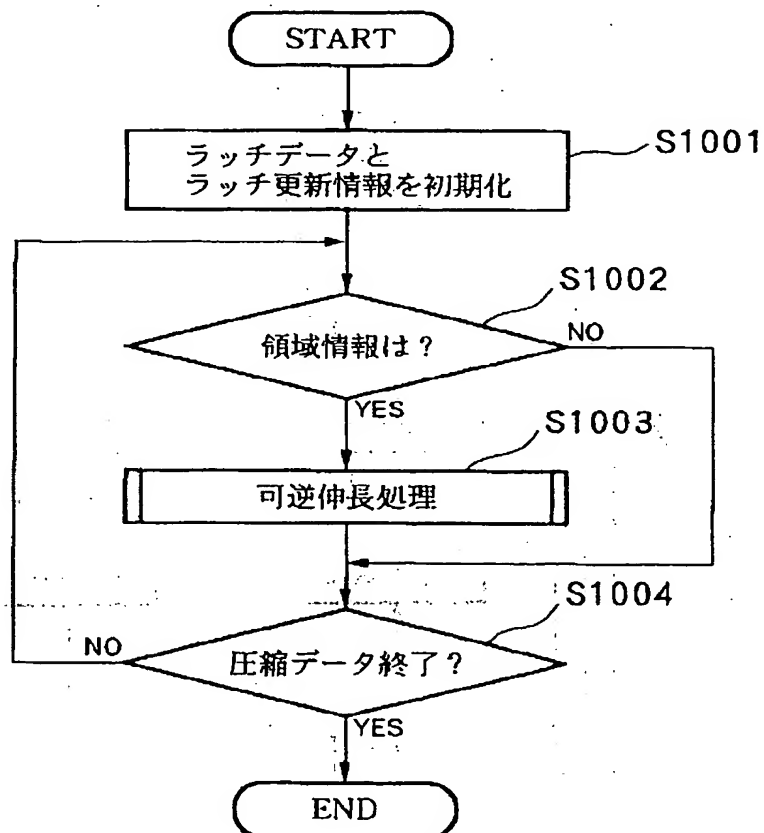 START
S1001
ラッチデータと
ラッチ更新情報を初期化
S1002
領域情報は？
NO
YES
S1003
可逆伸長処理
S1004
NO
圧縮データ終了？
YES
END